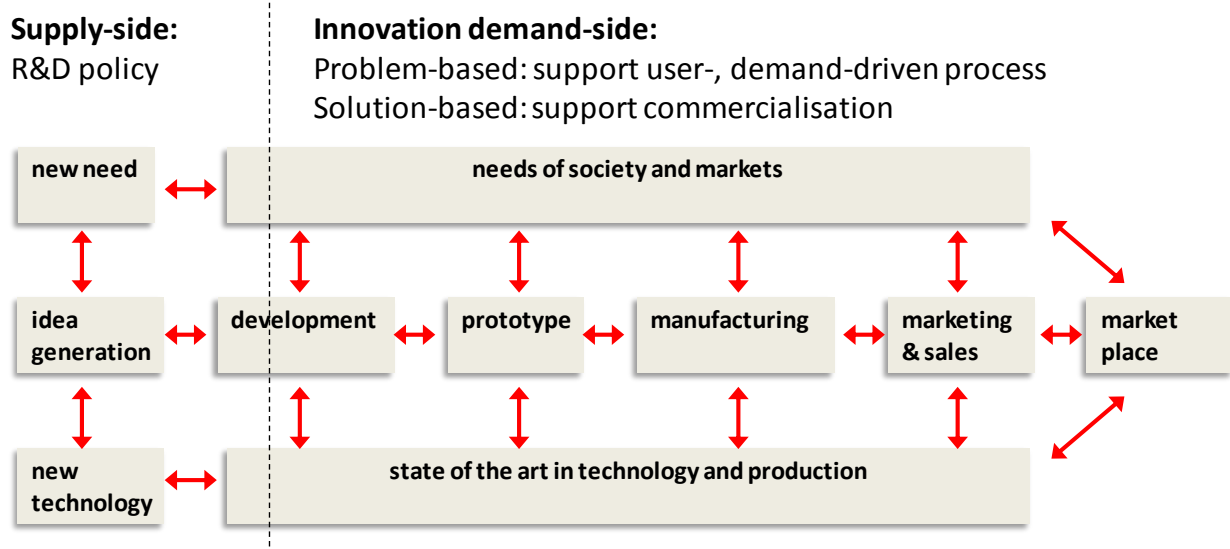 Supply-side:
R&D policy
Innovation demand-side:
Problem-based: support user-, demand-driven process
Solution-based: support commercialisation
new need
needs of society and markets
idea
generation
development
prototype
manufacturing
marketing
& sales
market
place
new
technology
state of the art in technology and production